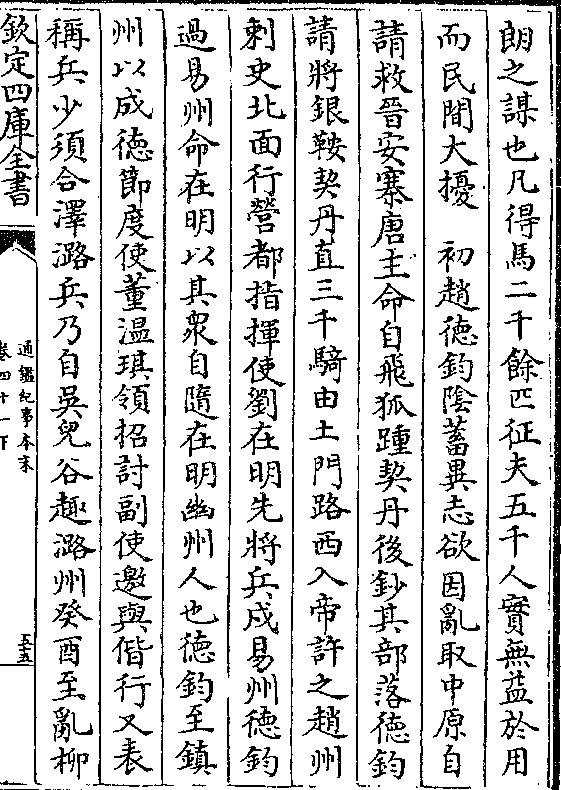 朗之謀也凡得馬二千餘匹征夫五千人實無益於用
而民間大擾　初趙德鈞陰蓄異志欲因亂取中原自
請救晉安寨唐主命自飛狐踵契丹後鈔其部落德鈞
請將銀鞍契丹直三千騎由土門路西入帝許之趙州
刺史北面行營都指揮使劉在明先將兵戍易州德鈞
過易州命在明以其衆自隨在明幽州人也德鈞至鎮
州以成德節度使董溫琪領招討副使邀與偕行又表
稱兵少須合澤潞兵乃自吳兒谷趣潞州癸酉至亂柳
欽定四庫全書
通鑑紀事本末
卷四十一下
五十五